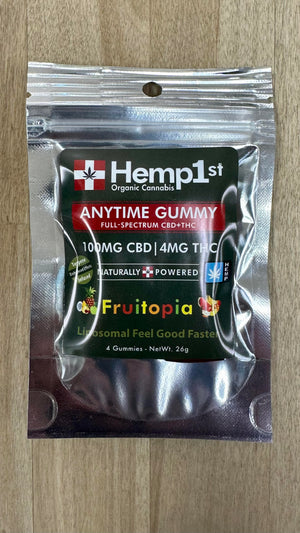 Hemp1st
Organic Cannabis
ANYTIME GUMMY
FULL-SPECTRUM CBD+THC
100MG CBD | 4MG THC
NATURALLY POWERED
HEMP
Fruitopia
Liposomal Feel Good Faster
4 Gummies - NetWt. 26g